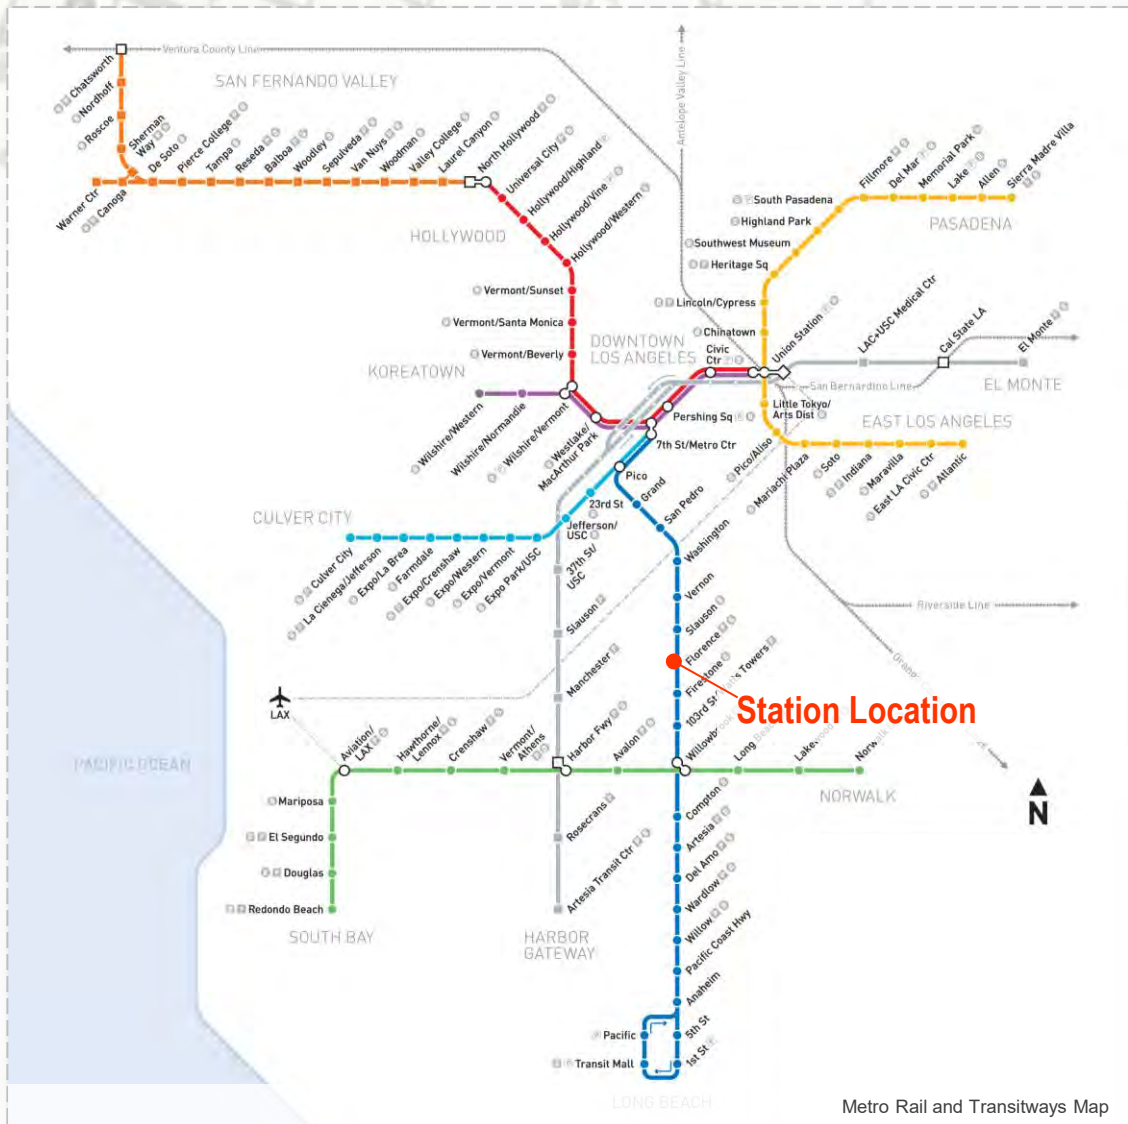 Ventura County Line
Antelope Valley Line
SAN FERNANDO VALLEY
Chatsworth
Nordhoff
Roscoe
Sherman
Way
Warner Ctr
Canoga
De Soto
Pierce College
Tampa
Reseda
Balboa
Woodley
Sepulveda
Van Nuys
Woodman
Valley College
Laurel Canyon
North Hollywood
Universal City
Hollywood/Highland
Hollywood/Vine
Hollywood/Western
HOLLYWOOD
Vermont/Sunset
Vermont/Santa Monica
Vermont/Beverly
KOREATOWN
Wilshire/Western
Wilshire/Normandie
Wilshire/Vermont
Westlake/
MacArthur Park
DOWNTOWN
LOS ANGELES
Civic
Ctr
Pershing Sq
7th St/Metro Ctr
Union Station
Fillmore
Del Mar
Memorial Park
Lake
Allen
Sierra Madre Villa
PASADENA
South Pasadena
Highland Park
Southwest Museum
Heritage Sq
Lincoln/Cypress
Chinatown
LAC+USC Medical Ctr
Cal State LA
El Monte
San Bernardino Line
EL MONTE
Little Tokyo/
Arts Dist
EAST LOS ANGELES
Pico/Aliso
Mariachi Plaza
Soto
Indiana
Maravilla
East LA Civic Ctr
Atlantic
Pico
Grand
San Pedro
Washington
Vernon
Slauson
Florence
Firestone
103rd St
s Towers
23rd St
Jefferson/
USC
CULVER CITY
Culver City
La Cienega/Jefferson
Expo/La Brea
Farmdale
Expo/Crenshaw
Expo/Western
Expo/Vermont
Expo Park/USC
37th St/
USC
Slauson
Manchester
Riverside Line
Station Location
LAX
PACIFIC OCEAN
Aviation/
LAX
Hawthorne/
Lennox
Crenshaw
Vermont/
Athens
Harbor Fwy
Avalon
Willowbrook
Long
Lakewood
Norwalk
NORWALK
Mariposa
El Segundo
Douglas
Redondo Beach
SOUTH BAY
Rosecrans
Artesia Transit Ctr
HARBOR
GATEWAY
Compton
Artesia
Del Amo
Wardlow
Willow
Pacific Coast Hwy
Anaheim
5th St
1st St
Pacific
Transit Mall
LONG BEACH
N
Metro Rail and Transitways Map